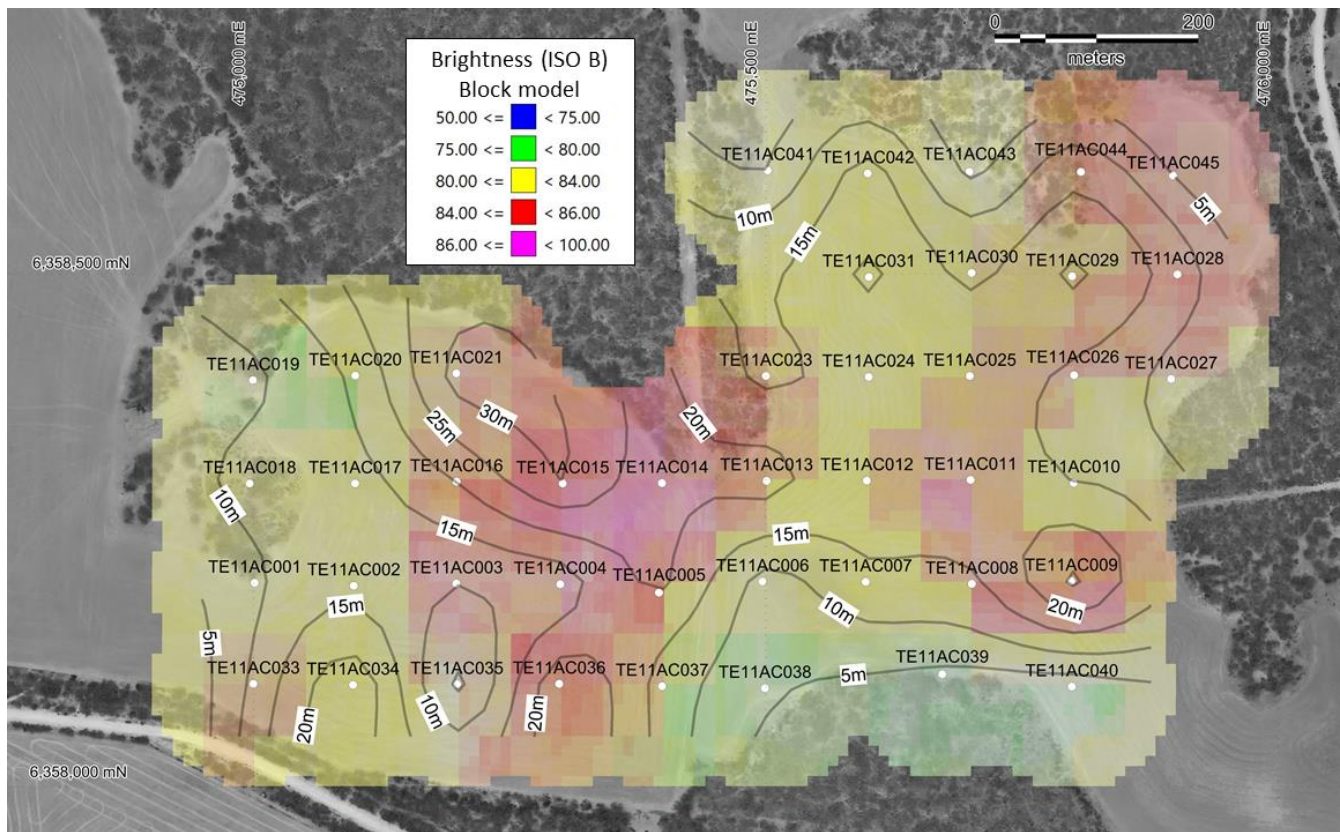 475,000 mE
475,500 mE
476,000 mE
0 200
meters
Brightness (ISO B)
Block model
50.00 <= < 75.00
75.00 <= < 80.00
80.00 <= < 84.00
84.00 <= < 86.00
86.00 <= < 100.00
TE11AC041 TE11AC042 TE11AC043 TE11AC044 TE11AC045
10m 15m 5m
6,358,500 mN
TE11AC031 TE11AC030 TE11AC029 TE11AC028
TE11AC019 TE11AC020 TE11AC021 TE11AC023 TE11AC024 TE11AC025 TE11AC026 TE11AC027
25m 30m 20m
TE11AC018 TE11AC017 TE11AC016 TE11AC015 TE11AC014 TE11AC013 TE11AC012 TE11AC011 TE11AC010
10m 15m 15m
TE11AC001 TE11AC002 TE11AC003 TE11AC004 TE11AC005 TE11AC006 TE11AC007 TE11AC008 TE11AC009
15m 10m 20m
5m
TE11AC033 TE11AC034 TE11AC035 TE11AC036 TE11AC037 TE11AC038 TE11AC039 TE11AC040
20m 10m 20m 5m
6,358,000 mN